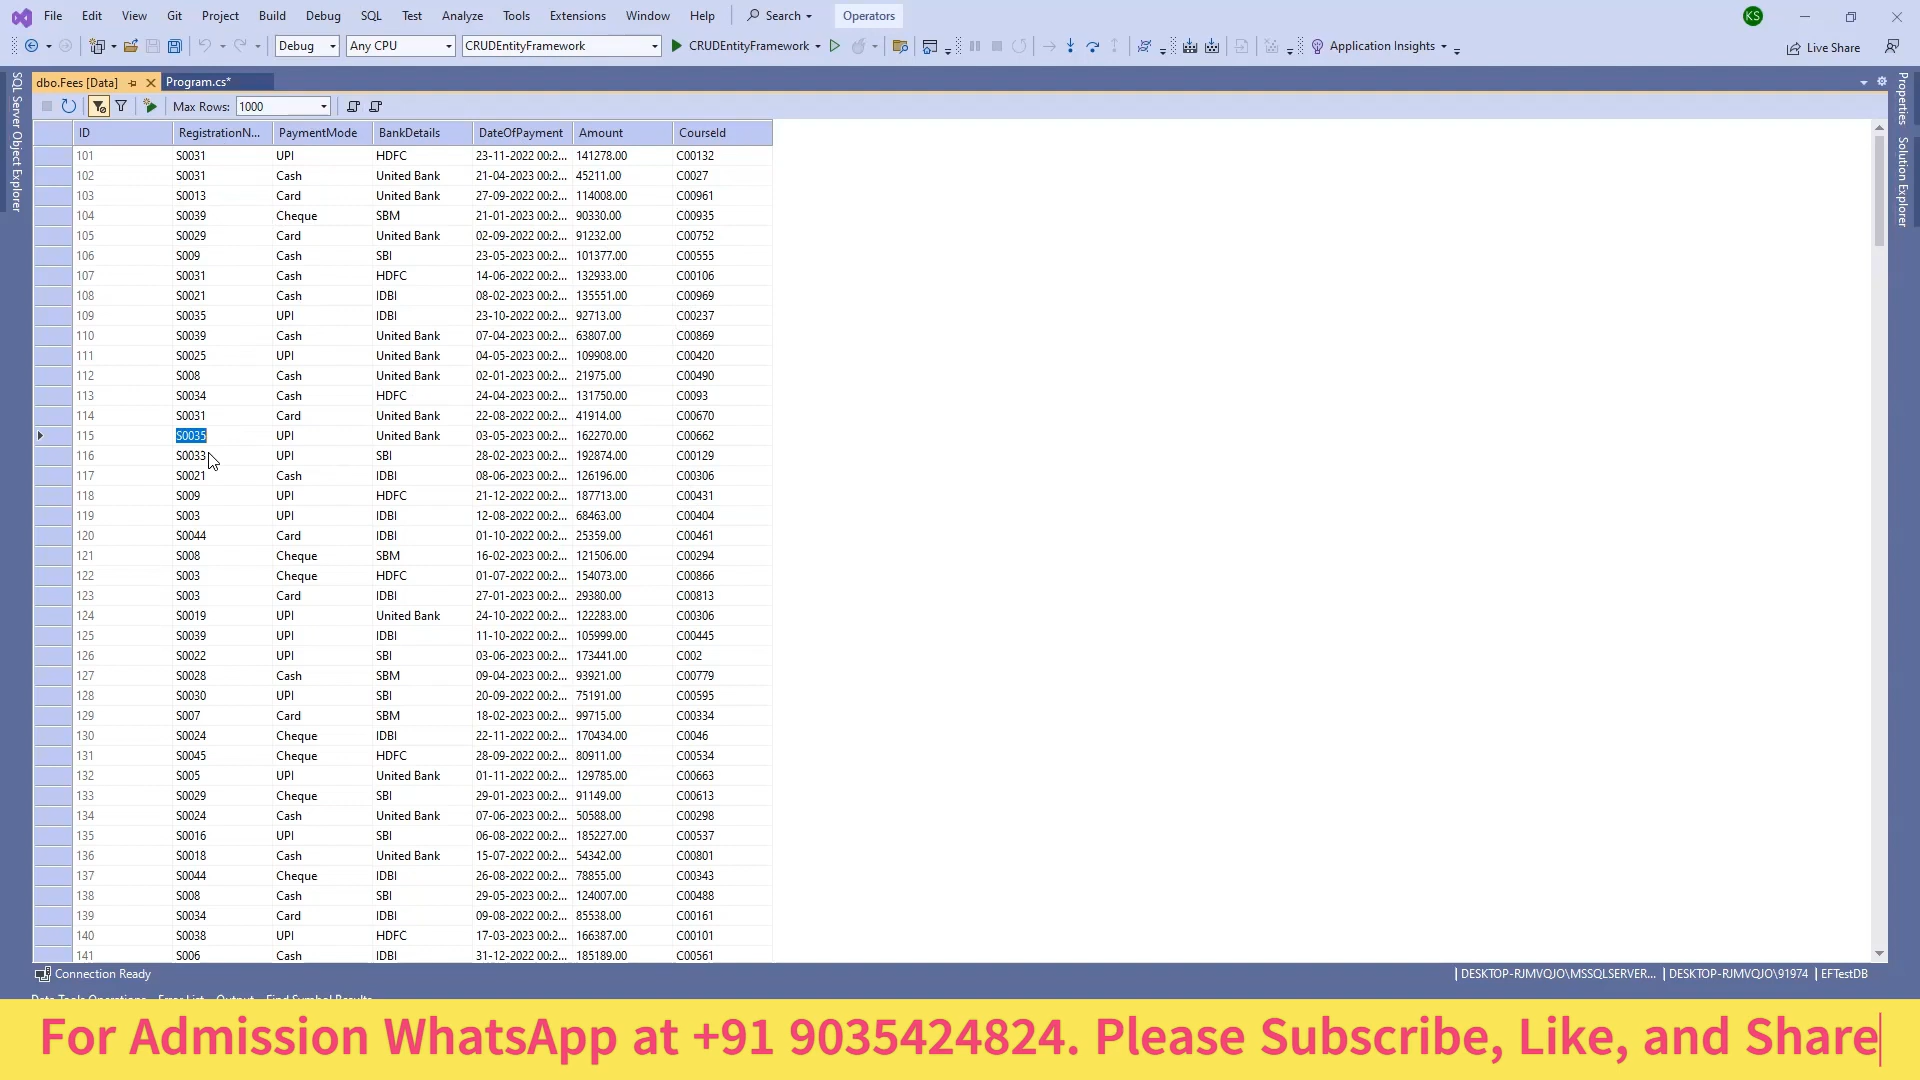 File Edit View Git Project Build Debug SQL Test Analyze Tools Extensions Window Help Search Operators KS
Debug Any CPU CRUDEntityFramework CRUDEntityFramework Application Insights Live Share
SQL Server Object Explorer
dbo.Fees [Data] Program.cs*
Max Rows: 1000
ID RegistrationN... PaymentMode BankDetails DateOfPayment Amount CourseId
101 S0031 UPI HDFC 23-11-2022 00:2... 141278.00 C00132
102 S0031 Cash United Bank 21-04-2023 00:2... 45211.00 C0027
103 S0013 Card United Bank 27-09-2022 00:2... 114008.00 C00961
104 S0039 Cheque SBM 21-01-2023 00:2... 90330.00 C00935
105 S0029 Card United Bank 02-09-2022 00:2... 91232.00 C00752
106 S009 Cash SBI 23-05-2023 00:2... 101377.00 C00555
107 S0031 Cash HDFC 14-06-2022 00:2... 132933.00 C00106
108 S0021 Cash IDBI 08-02-2023 00:2... 135551.00 C00969
109 S0035 UPI IDBI 23-10-2022 00:2... 92713.00 C00237
110 S0039 Cash United Bank 07-04-2023 00:2... 63807.00 C00869
111 S0025 UPI United Bank 04-05-2023 00:2... 109908.00 C00420
112 S008 Cash United Bank 02-01-2023 00:2... 21975.00 C00490
113 S0034 Cash HDFC 24-04-2023 00:2... 131750.00 C0093
114 S0031 Card United Bank 22-08-2022 00:2... 41914.00 C00670
115 S0035 UPI United Bank 03-05-2023 00:2... 162270.00 C00662
116 S0033 UPI SBI 28-02-2023 00:2... 192874.00 C00129
117 S0021 Cash IDBI 08-06-2023 00:2... 126196.00 C00306
118 S009 UPI HDFC 21-12-2022 00:2... 187713.00 C00431
119 S003 UPI IDBI 12-08-2022 00:2... 68463.00 C00404
120 S0044 Card IDBI 01-10-2022 00:2... 25359.00 C00461
121 S008 Cheque SBM 16-02-2023 00:2... 121506.00 C00294
122 S003 Cheque HDFC 01-07-2022 00:2... 154073.00 C00866
123 S003 Card IDBI 27-01-2023 00:2... 29380.00 C00813
124 S0019 UPI United Bank 24-10-2022 00:2... 122283.00 C00306
125 S0039 UPI IDBI 11-10-2022 00:2... 105999.00 C00445
126 S0022 UPI SBI 03-06-2023 00:2... 173441.00 C002
127 S0028 Cash SBM 09-04-2023 00:2... 93921.00 C00779
128 S0030 UPI SBI 20-09-2022 00:2... 75191.00 C00595
129 S007 Card SBM 18-02-2023 00:2... 99715.00 C00334
130 S0024 Cheque IDBI 22-11-2022 00:2... 170434.00 C0046
131 S0045 Cheque HDFC 28-09-2022 00:2... 80911.00 C00534
132 S005 UPI United Bank 01-11-2022 00:2... 129785.00 C00663
133 S0029 Cheque SBI 29-01-2023 00:2... 91149.00 C00613
134 S0024 Cash United Bank 07-06-2023 00:2... 50588.00 C00298
135 S0016 UPI SBI 06-08-2022 00:2... 185227.00 C00537
136 S0018 Cash United Bank 15-07-2022 00:2... 54342.00 C00801
137 S0044 Cheque IDBI 26-08-2022 00:2... 78855.00 C00343
138 S008 Cash SBI 29-05-2023 00:2... 124007.00 C00488
139 S0034 Card IDBI 09-08-2022 00:2... 85538.00 C00161
140 S0038 UPI HDFC 17-03-2023 00:2... 166387.00 C00101
141 S006 Cash IDBI 31-12-2022 00:2... 185189.00 C00561
Properties
Solution Explorer
Connection Ready DESKTOP-RJMVQJO\MSSQLSERVER... DESKTOP-RJMVQJO\91974 EFTestDB
Data Tools Operations Error List Output Find Symbol Results
For Admission WhatsApp at +91 9035424824. Please Subscribe, Like, and Share